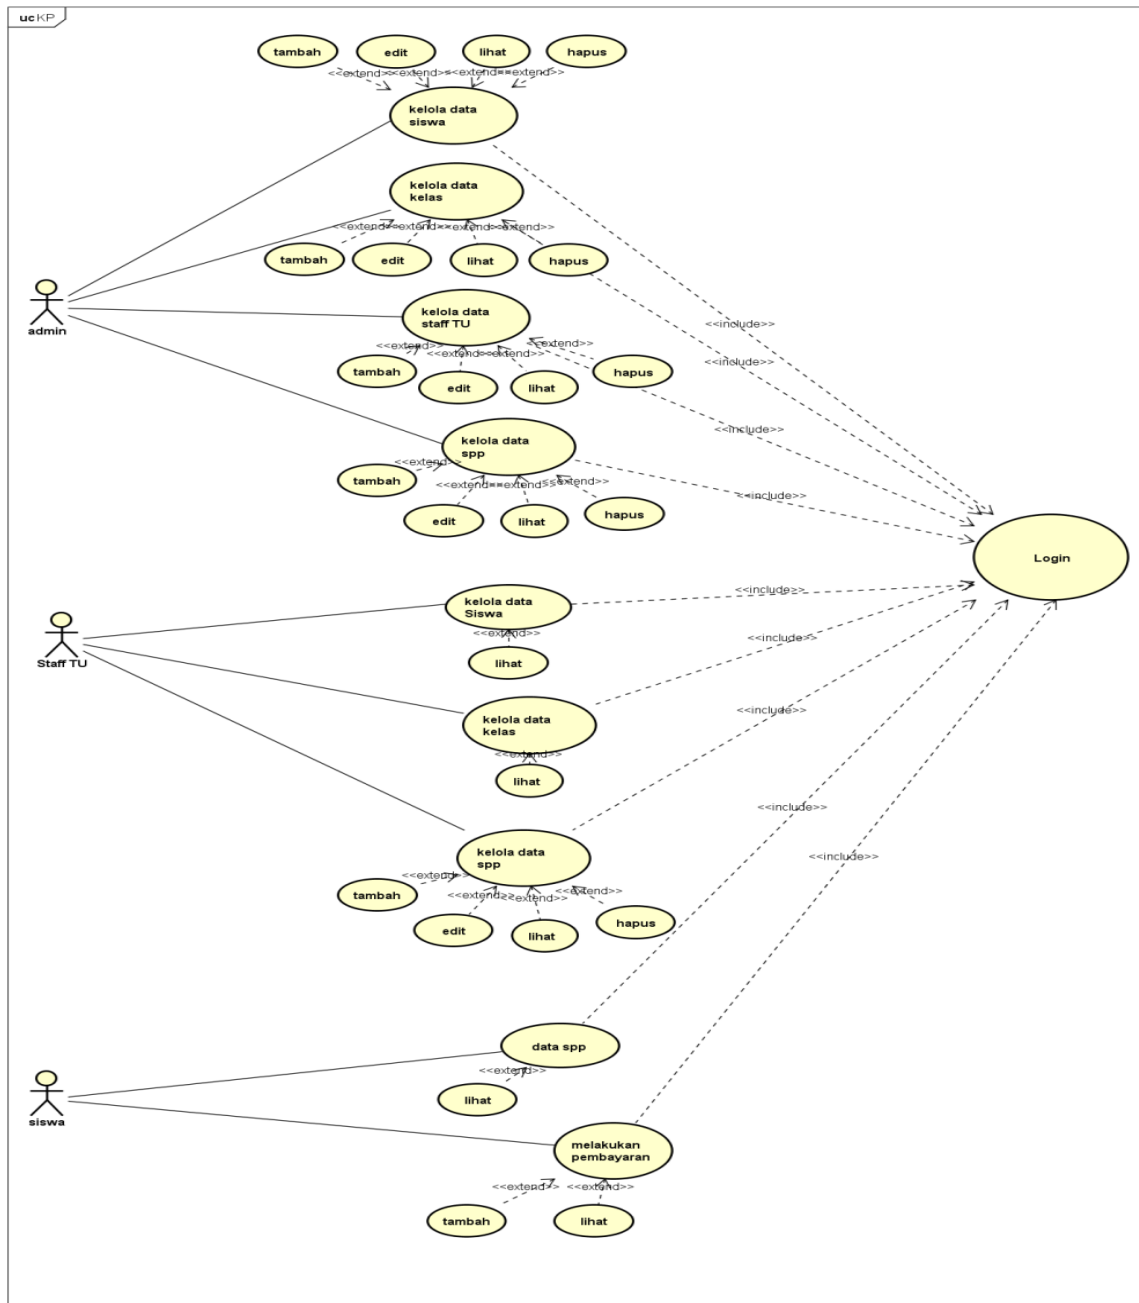 uc KP
tambah
edit
lihat
hapus
<<extend>>
<<extend>>
<<extend>>
<<extend>>
kelola data
siswa
kelola data
kelas
<<extend>>
<<extend>>
<<extend>>
<<extend>>
tambah
edit
lihat
hapus
admin
kelola data
staff TU
<<extend>>
<<extend>>
<<extend>>
<<extend>>
tambah
edit
lihat
hapus
<<include>>
<<include>>
<<include>>
kelola data
spp
<<extend>>
<<extend>>
<<extend>>
<<extend>>
tambah
edit
lihat
hapus
<<include>>
Login
Staff TU
kelola data
Siswa
<<include>>
<<extend>>
lihat
<<include>>
kelola data
kelas
<<include>>
<<extend>>
lihat
<<include>>
kelola data
spp
<<include>>
<<extend>>
<<extend>>
<<extend>>
<<extend>>
tambah
edit
lihat
hapus
data spp
<<extend>>
lihat
siswa
melakukan
pembayaran
<<extend>>
<<extend>>
tambah
lihat